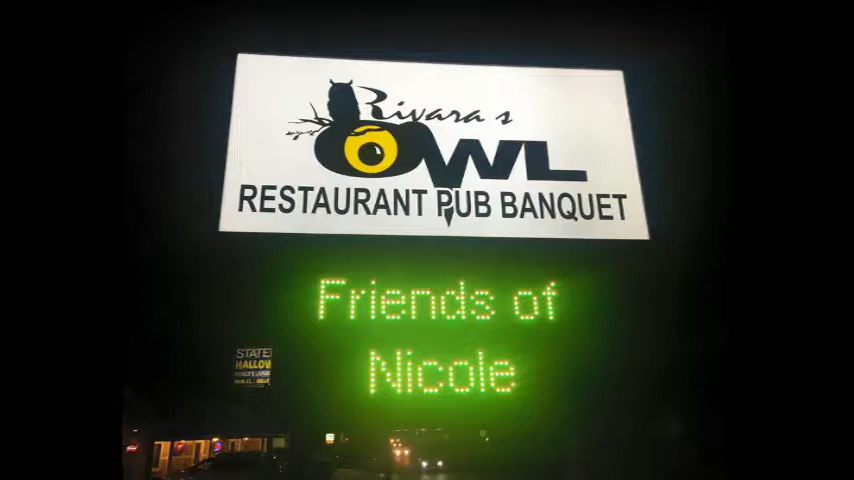 Rivara's
OWL
RESTAURANT PUB BANQUET
Friends of
Nicole
STATE
HALLOW